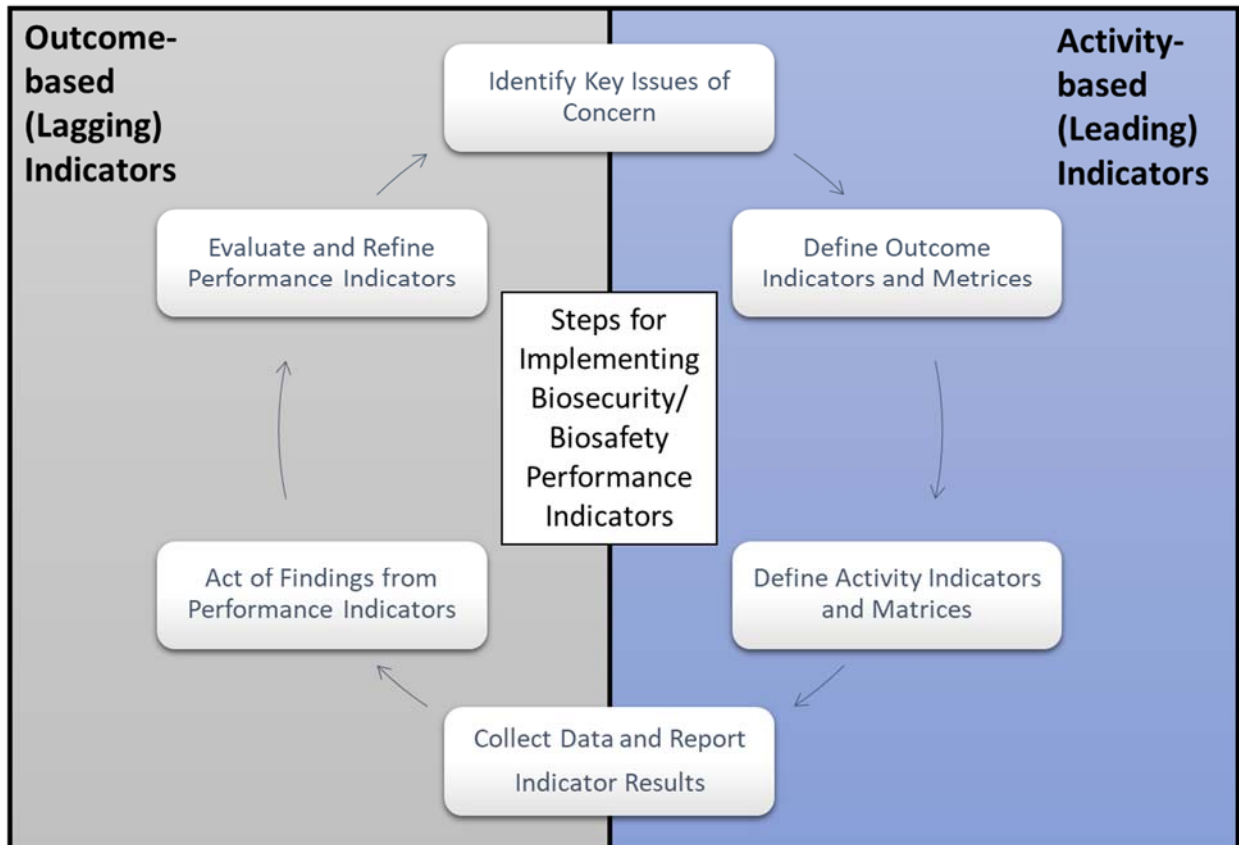 Outcome-
based
(Lagging)
Indicators
Activity-
based
(Leading)
Indicators
Identify Key Issues of
Concern
Define Outcome
Indicators and Metrices
Define Activity Indicators
and Matrices
Collect Data and Report
Indicator Results
Act of Findings from
Performance Indicators
Evaluate and Refine
Performance Indicators
Steps for
Implementing
Biosecurity/
Biosafety
Performance
Indicators